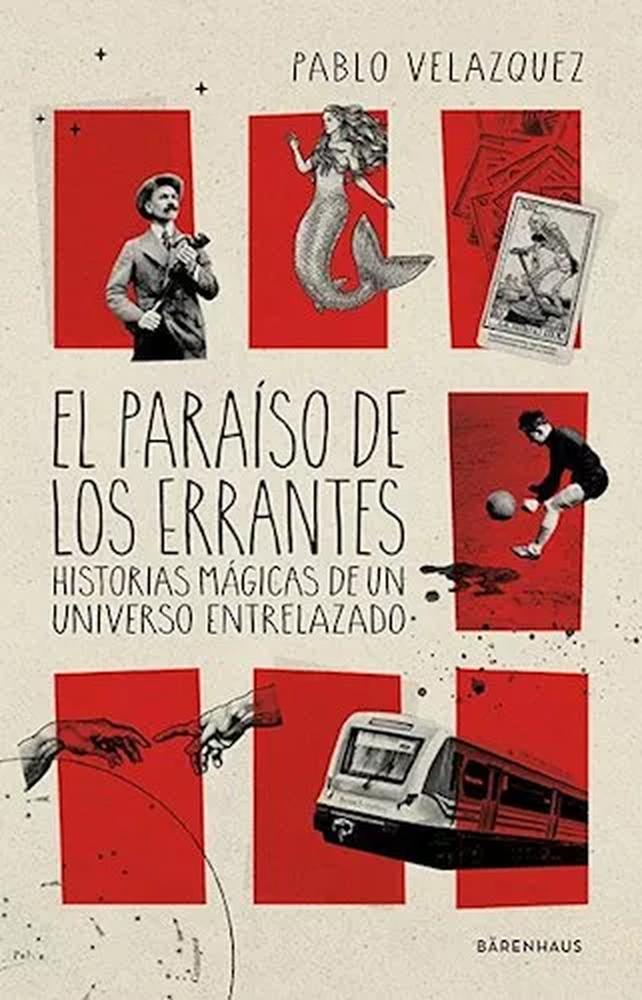 PABLO VELAZQUEZ
EL PARAÍSO DE
LOS ERRANTES
HISTORIAS MÁGICAS DE UN
UNIVERSO ENTRELAZADO
BÄRENHAUS